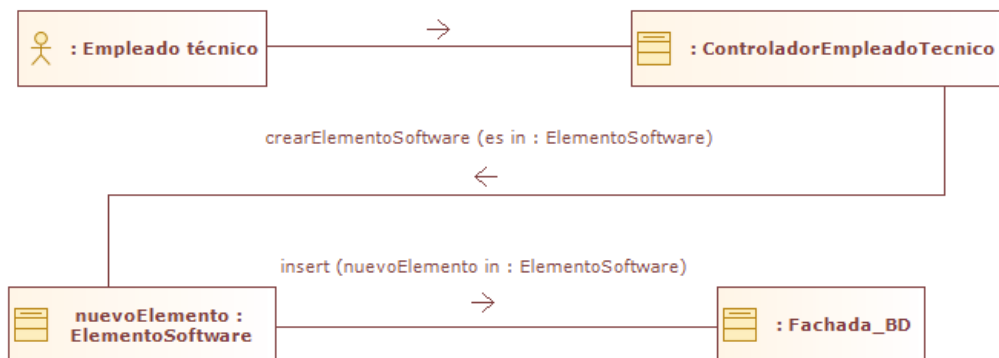 : Empleado técnico
: ControladorEmpleadoTecnico
crearElementoSoftware (es in : ElementoSoftware)
insert (nuevoElemento in : ElementoSoftware)
nuevoElemento :
ElementoSoftware
: Fachada_BD